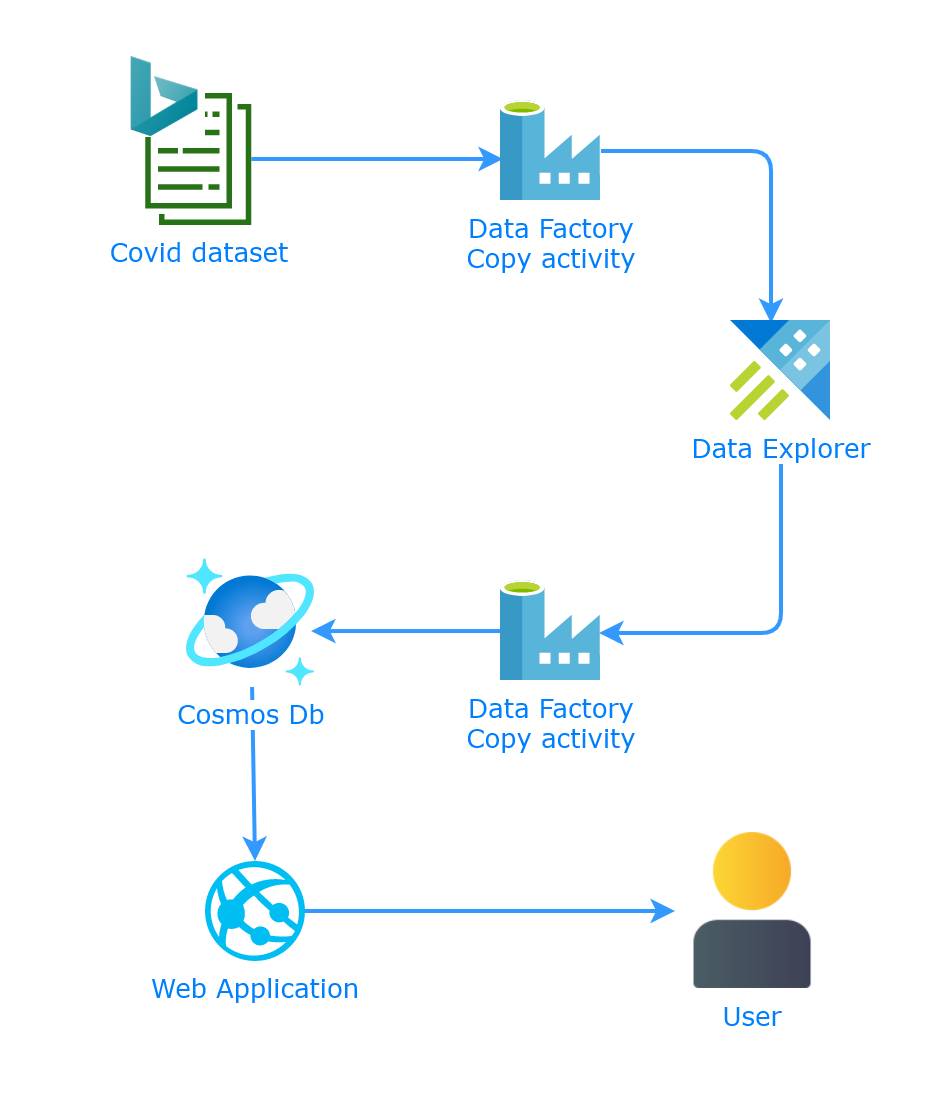 Covid dataset
Data Factory
Copy activity
Data Explorer
Cosmos Db
Data Factory
Copy activity
Web Application
User